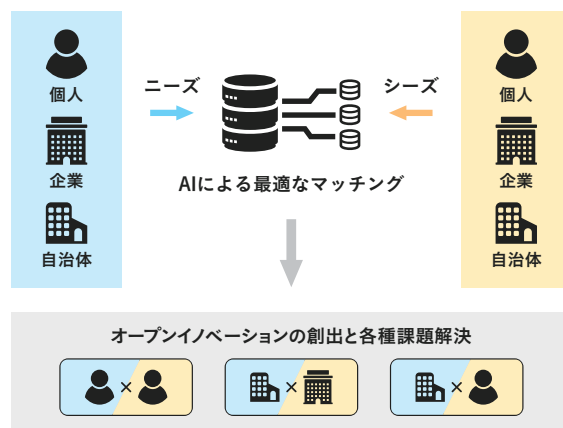 個人
企業
自治体
ニーズ
シーズ
AIによる最適なマッチング
個人
企業
自治体
オープンイノベーションの創出と各種課題解決
×
×
×